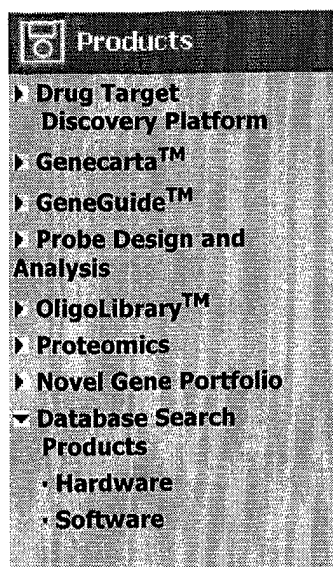 Products
Drug Target
Discovery Platform
Genecarta™
GeneGuide™
Probe Design and
Analysis
OligoLibrary™
Proteomics
Novel Gene Portfolio
Database Search
Products
· Hardware
· Software